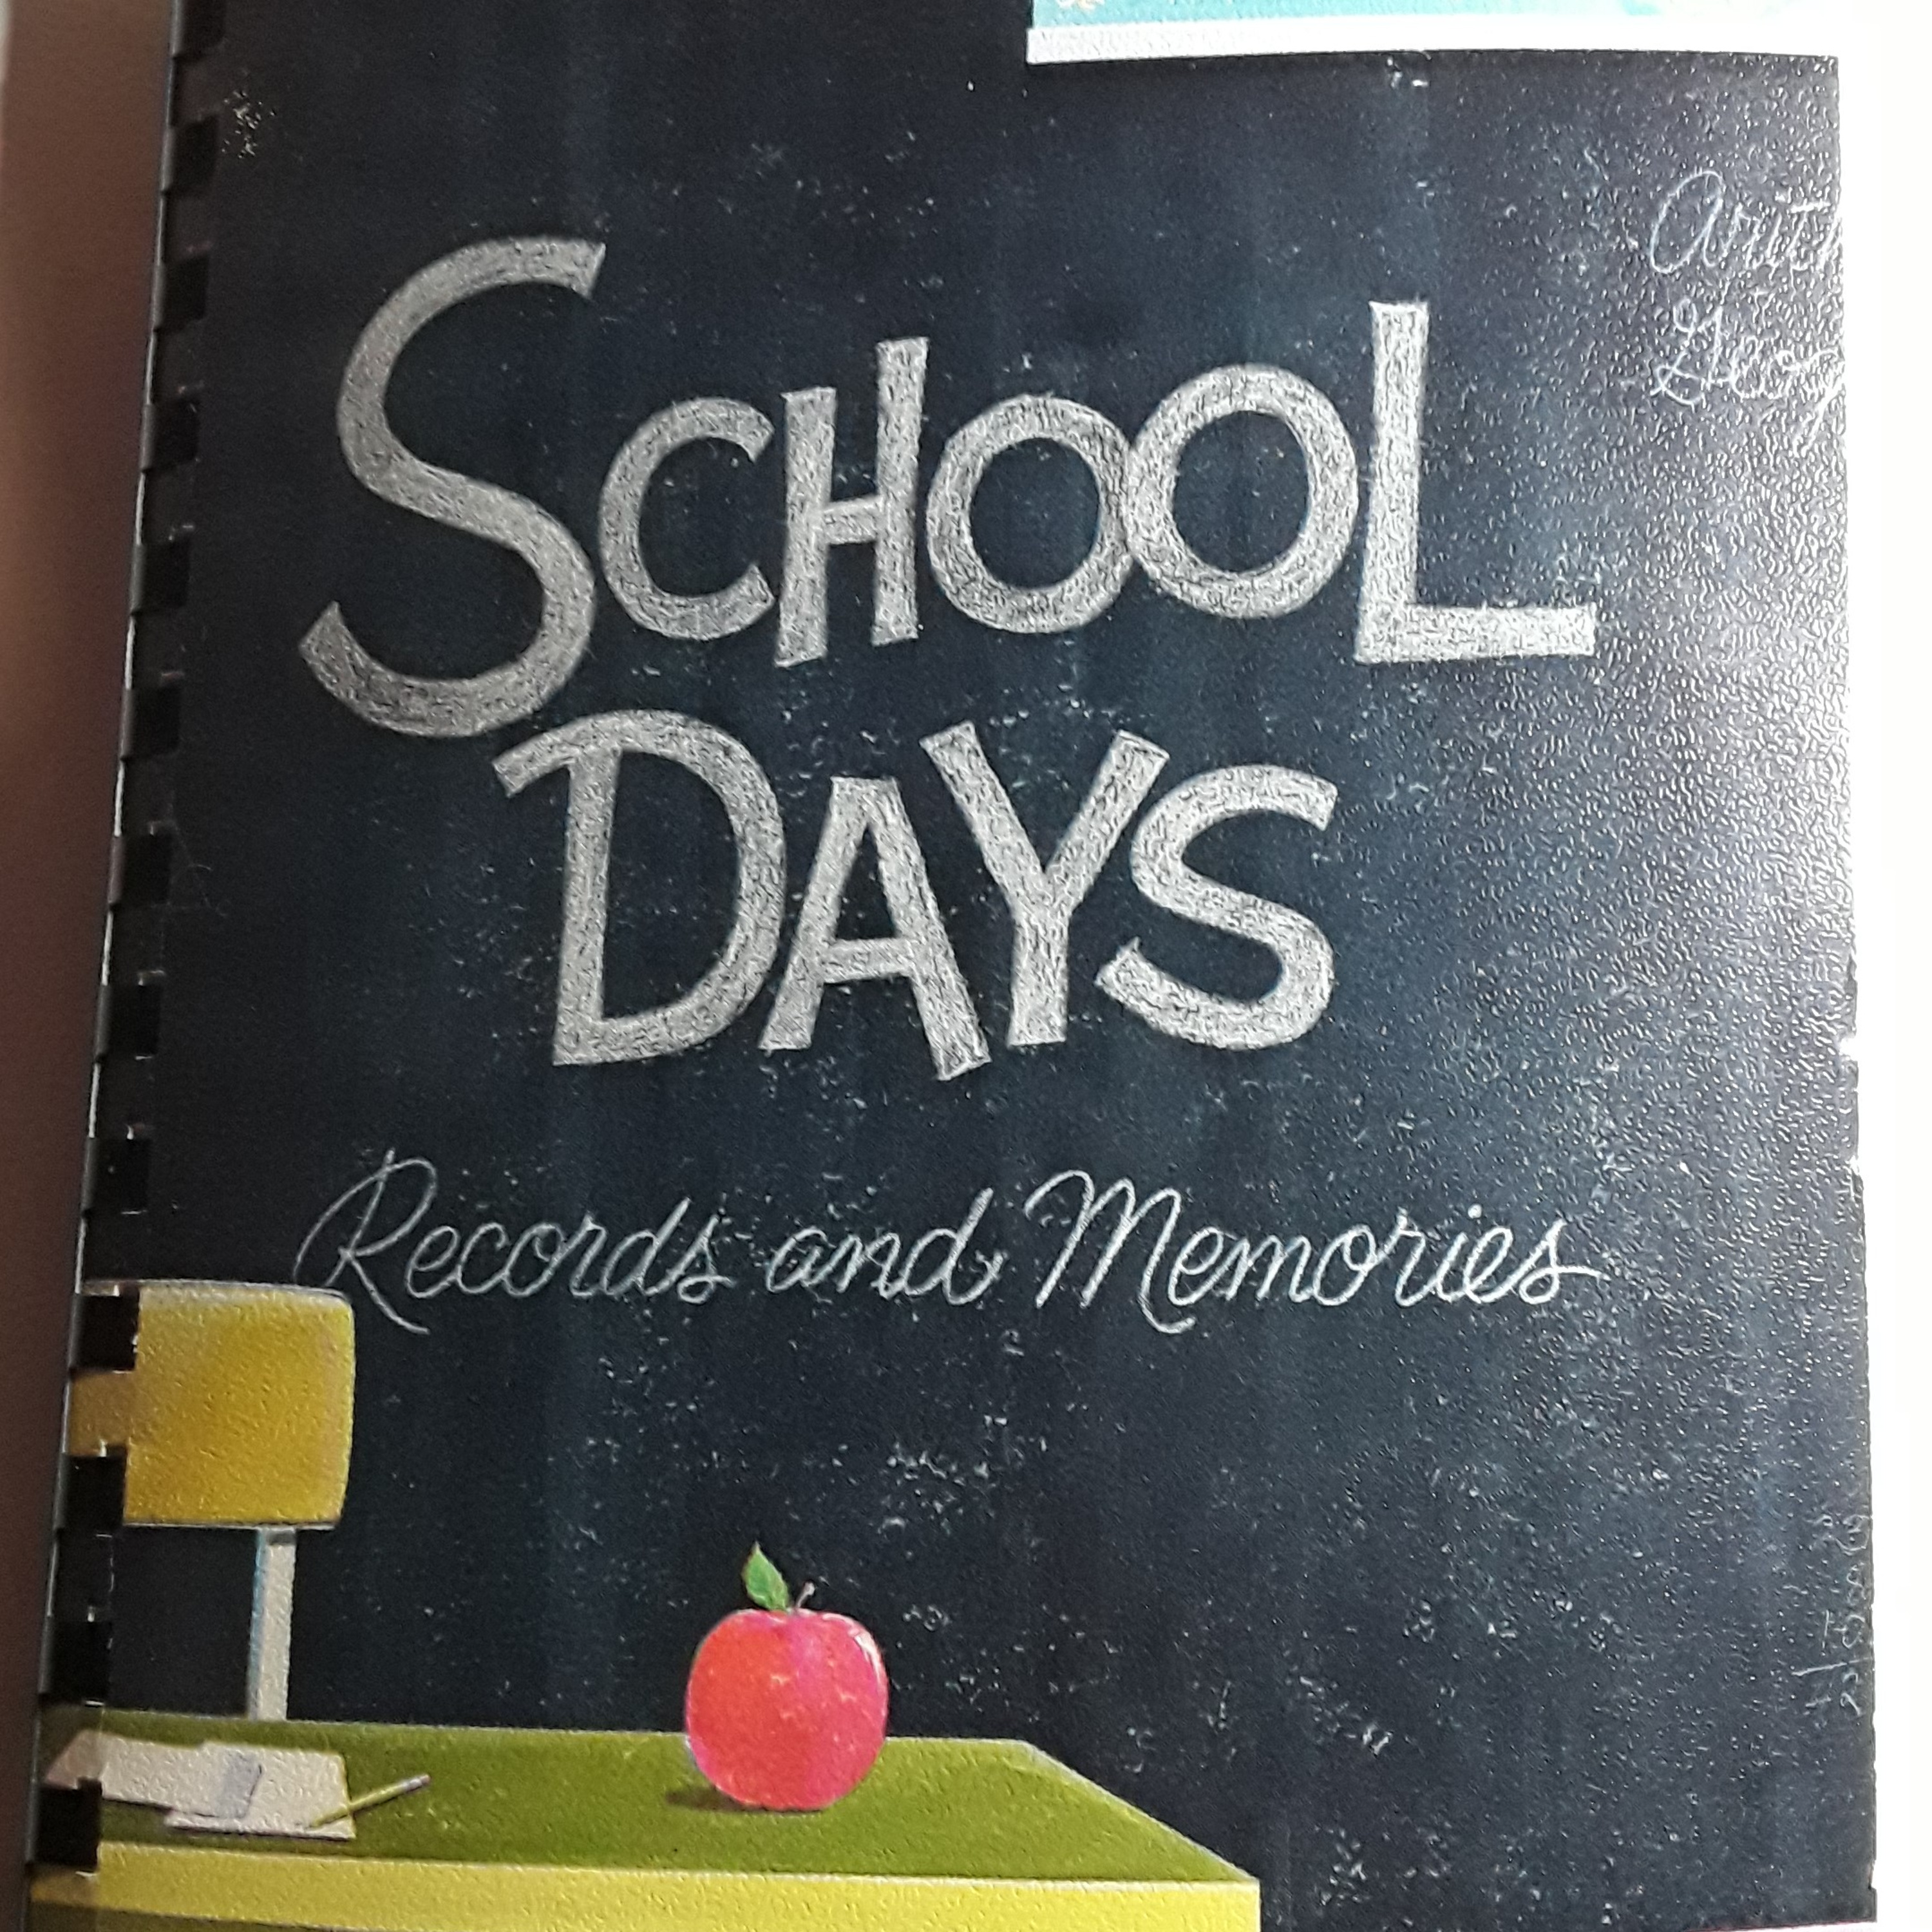 SCHOOL
DAYS
Records and Memories